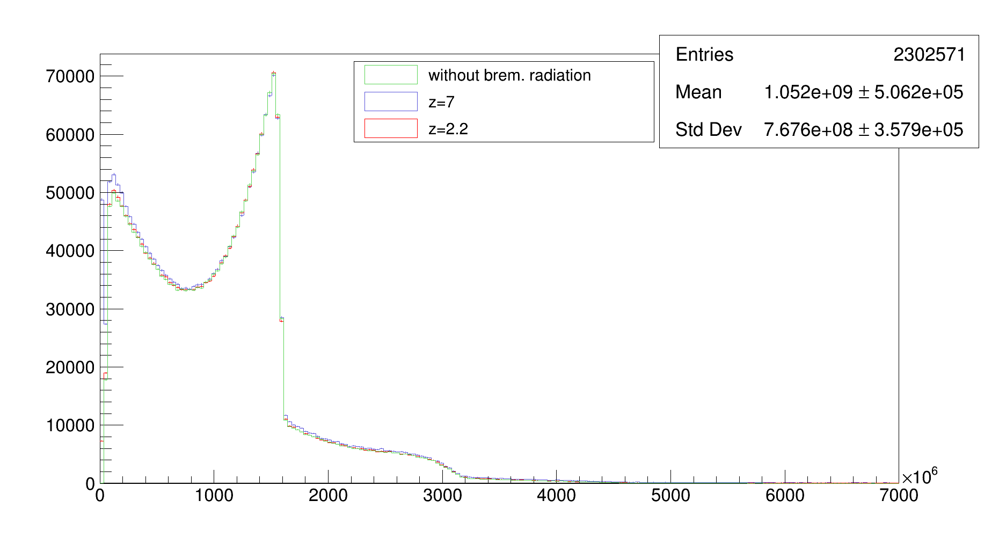 Entries 2302571
Mean 1.052e+09 ± 5.062e+05
Std Dev 7.676e+08 ± 3.579e+05
without brem. radiation
z=7
z=2.2
70000
60000
50000
40000
30000
20000
10000
0
0 1000 2000 3000 4000 5000 6000 7000
×10⁶